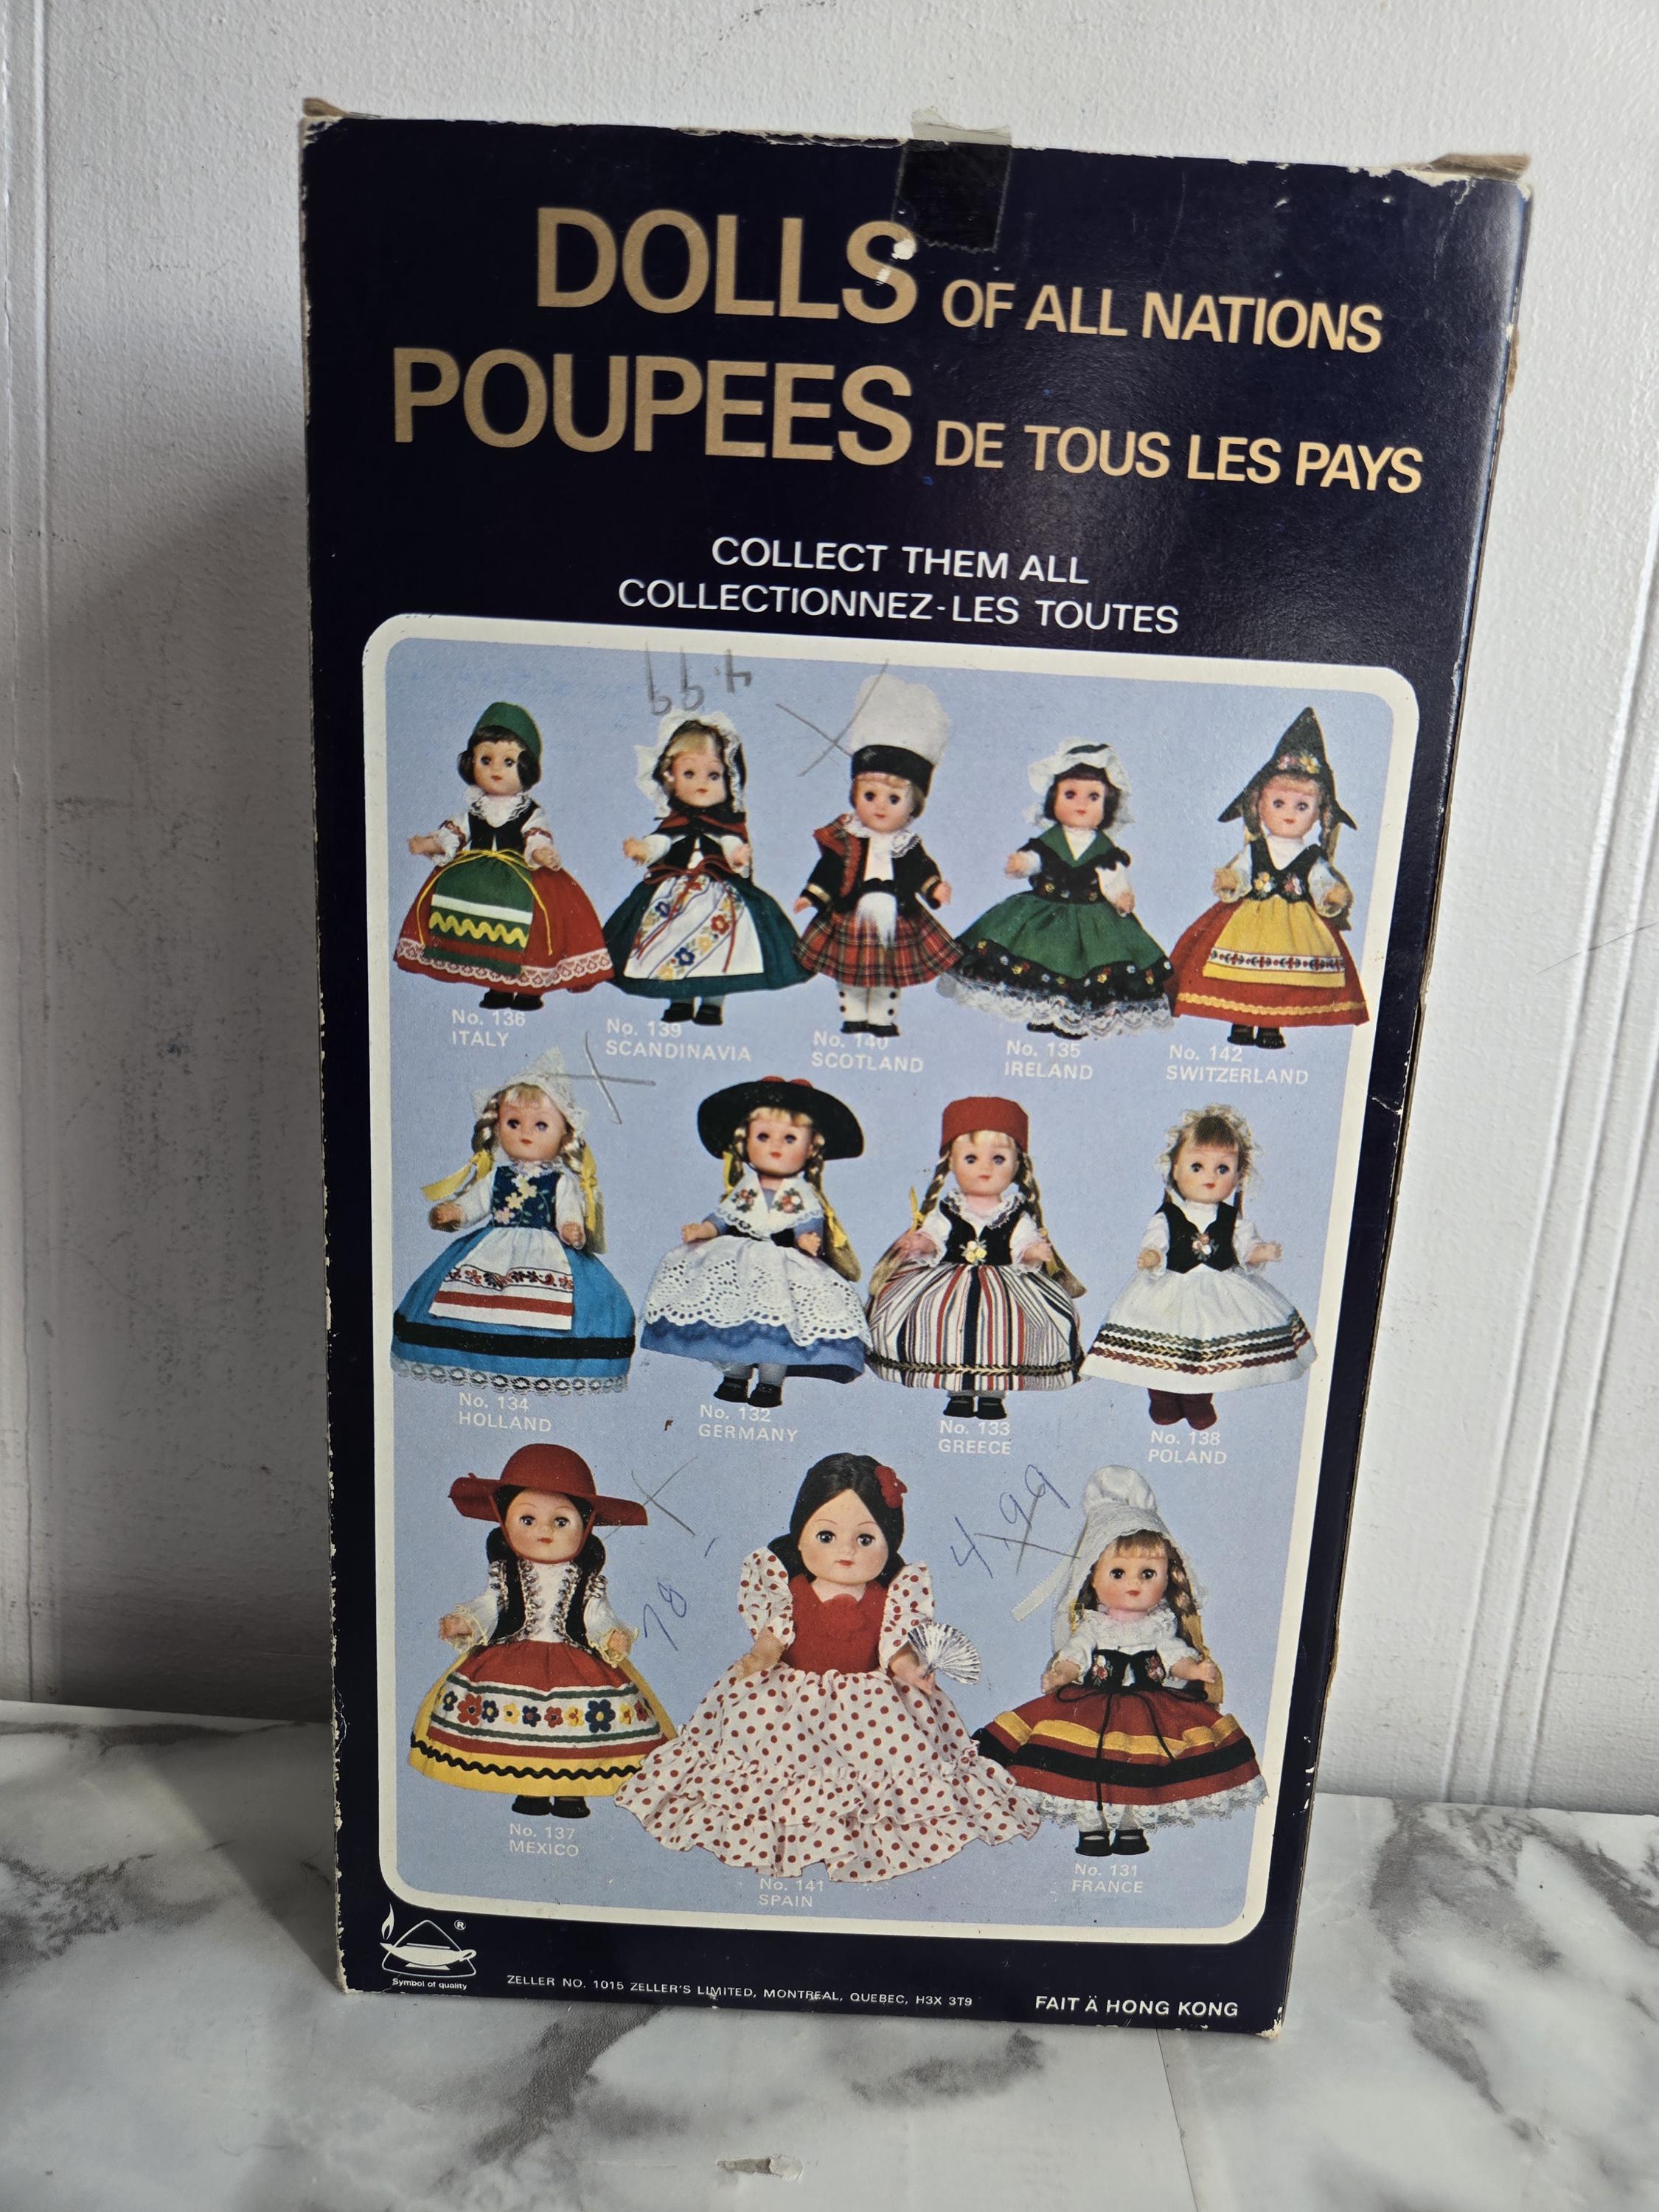 DOLLS OF ALL NATIONS
POUPEES DE TOUS LES PAYS
COLLECT THEM ALL
COLLECTIONNEZ-LES TOUTES
4.99
No. 136
ITALY
No. 139
SCANDINAVIA
No. 140
SCOTLAND
No. 135
IRELAND
No. 142
SWITZERLAND
No. 134
HOLLAND
No. 132
GERMANY
No. 133
GREECE
No. 138
POLAND
78
4.99
No. 137
MEXICO
No. 141
SPAIN
No. 131
FRANCE
®
Symbol of quality
ZELLER NO. 1015 ZELLER'S LIMITED, MONTREAL, QUEBEC, H3X 3T9
FAIT À HONG KONG